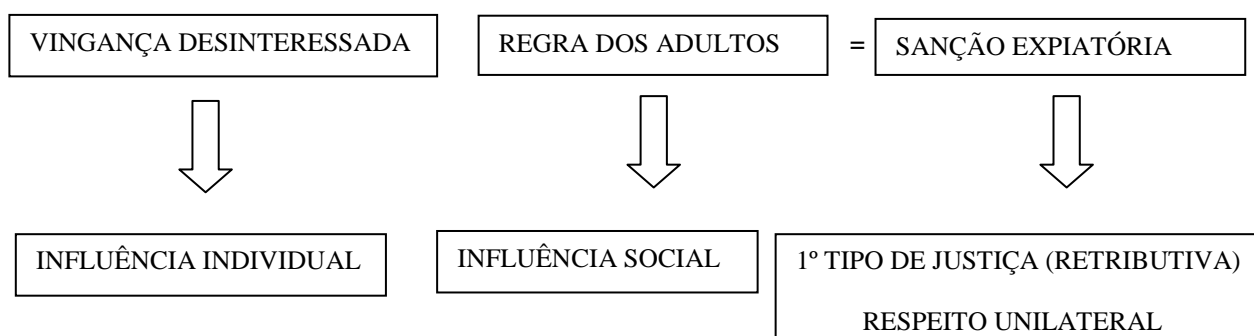 VINGANÇA DESINTERESSADA
REGRA DOS ADULTOS
=
SANÇÃO EXPIATÓRIA
INFLUÊNCIA INDIVIDUAL
INFLUÊNCIA SOCIAL
1º TIPO DE JUSTIÇA (RETRIBUTIVA)
RESPEITO UNILATERAL